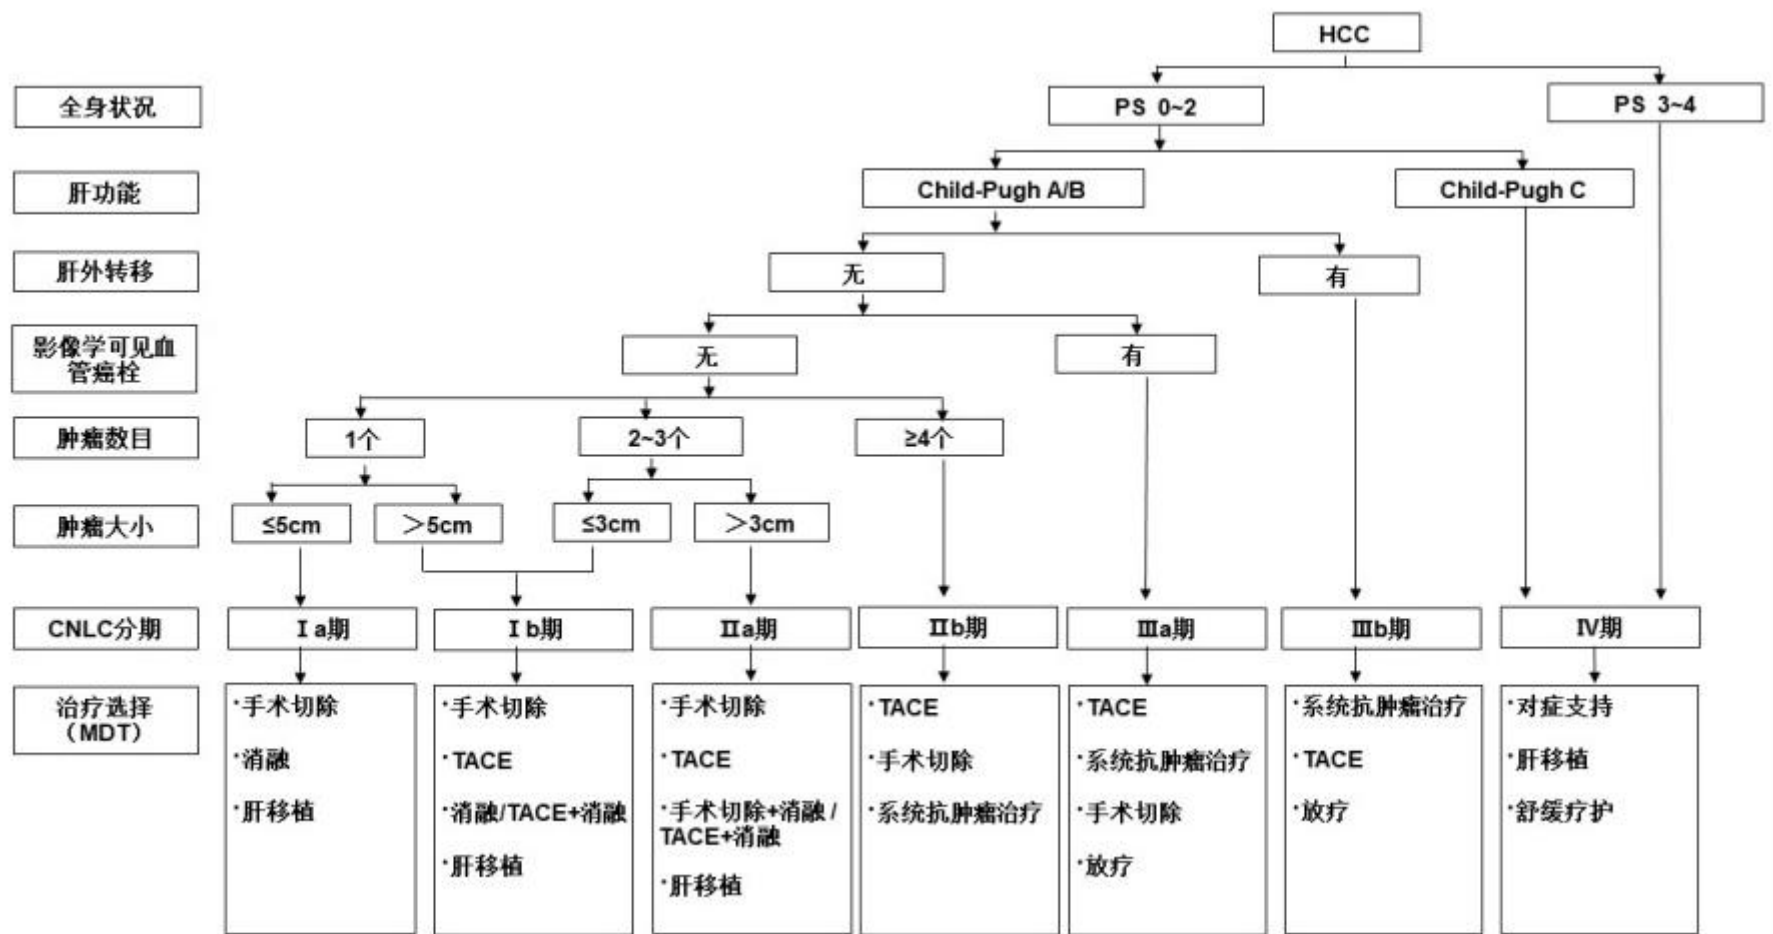 HCC
全身状况
PS 0~2
PS 3~4
肝功能
Child-Pugh A/B
Child-Pugh C
肝外转移
无
有
影像学可见血
管癌栓
无
有
肿瘤数目
1个
2~3个
≥4个
肿瘤大小
≤5cm
＞5cm
≤3cm
＞3cm
CNLC分期
Ⅰa期
Ⅰb期
Ⅱa期
Ⅱb期
Ⅲa期
Ⅲb期
Ⅳ期
治疗选择
（MDT）
·手术切除
·消融
·肝移植
·手术切除
·TACE
·消融/TACE+消融
·肝移植
·手术切除
·TACE
·手术切除+消融/
TACE+消融
·肝移植
·TACE
·手术切除
·系统抗肿瘤治疗
·TACE
·系统抗肿瘤治疗
·手术切除
·放疗
·系统抗肿瘤治疗
·TACE
·放疗
·对症支持
·肝移植
·舒缓疗护